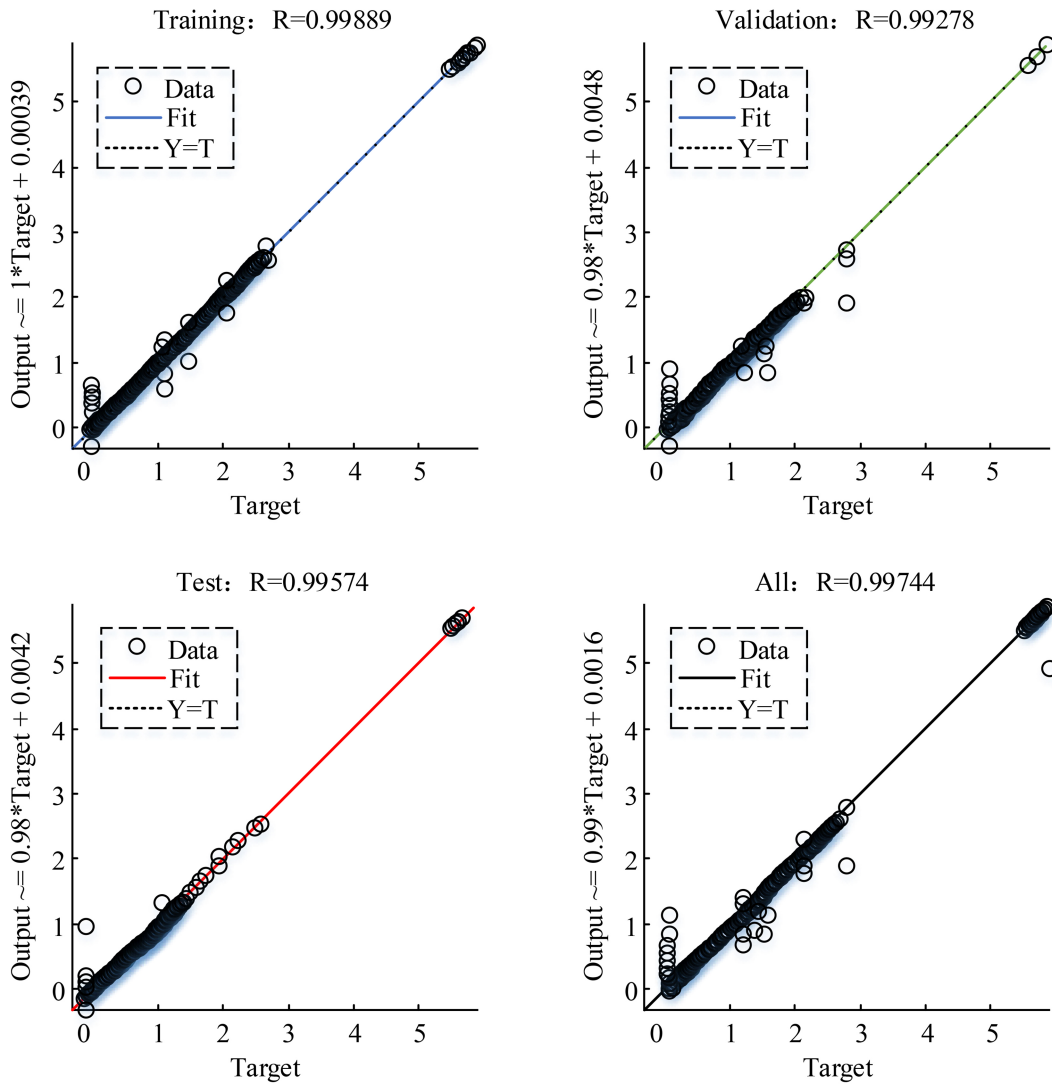 Training: R=0.99889
Output ~= 1*Target + 0.00039
5
4
3
2
1
0
Data
Fit
Y=T
0 1 2 3 4 5
Target
Validation: R=0.99278
Output ~= 0.98*Target + 0.0048
5
4
3
2
1
0
Data
Fit
Y=T
0 1 2 3 4 5
Target
Test: R=0.99574
Output ~= 0.98*Target + 0.0042
5
4
3
2
1
0
Data
Fit
Y=T
0 1 2 3 4 5
Target
All: R=0.99744
Output ~= 0.99*Target + 0.0016
5
4
3
2
1
0
Data
Fit
Y=T
0 1 2 3 4 5
Target